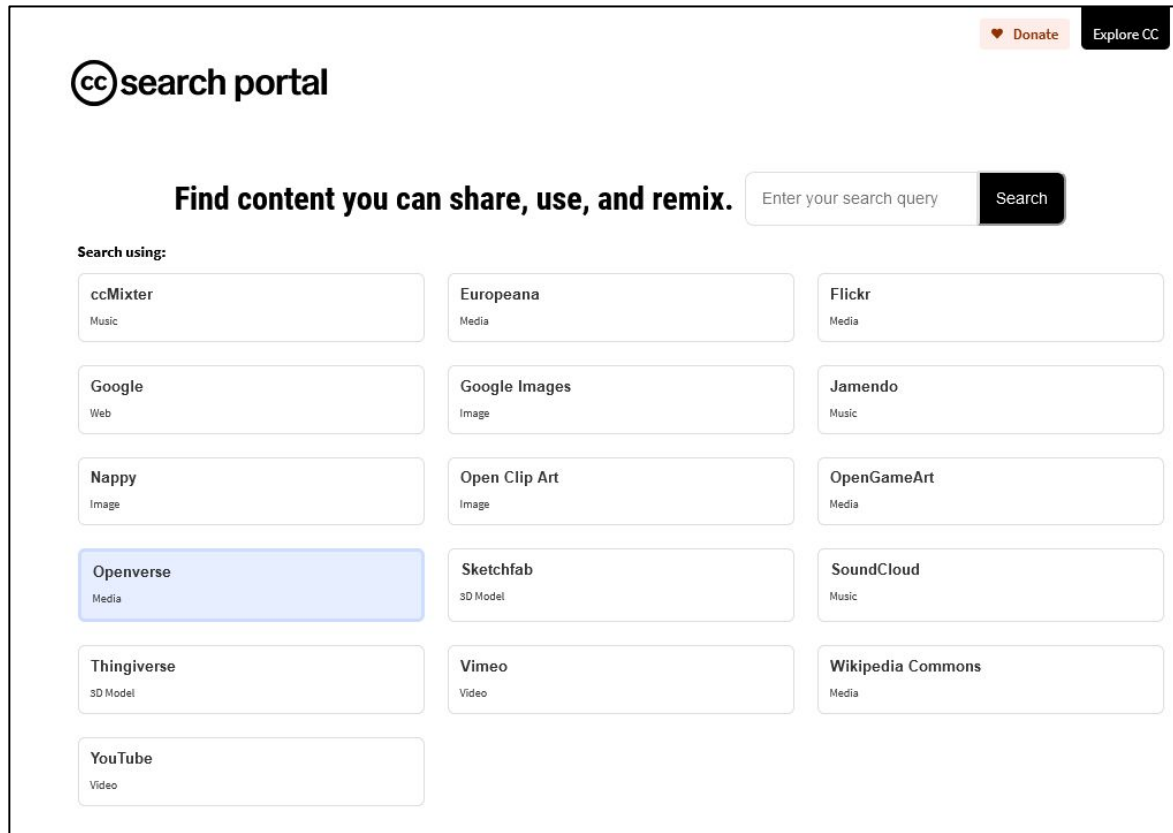 Donate
Explore CC
cc search portal
Find content you can share, use, and remix.
Enter your search query
Search
Search using:
ccMixter
Music
Europeana
Media
Flickr
Media
Google
Web
Google Images
Image
Jamendo
Music
Nappy
Image
Open Clip Art
Image
OpenGameArt
Media
Openverse
Media
Sketchfab
3D Model
SoundCloud
Music
Thingiverse
3D Model
Vimeo
Video
Wikipedia Commons
Media
YouTube
Video